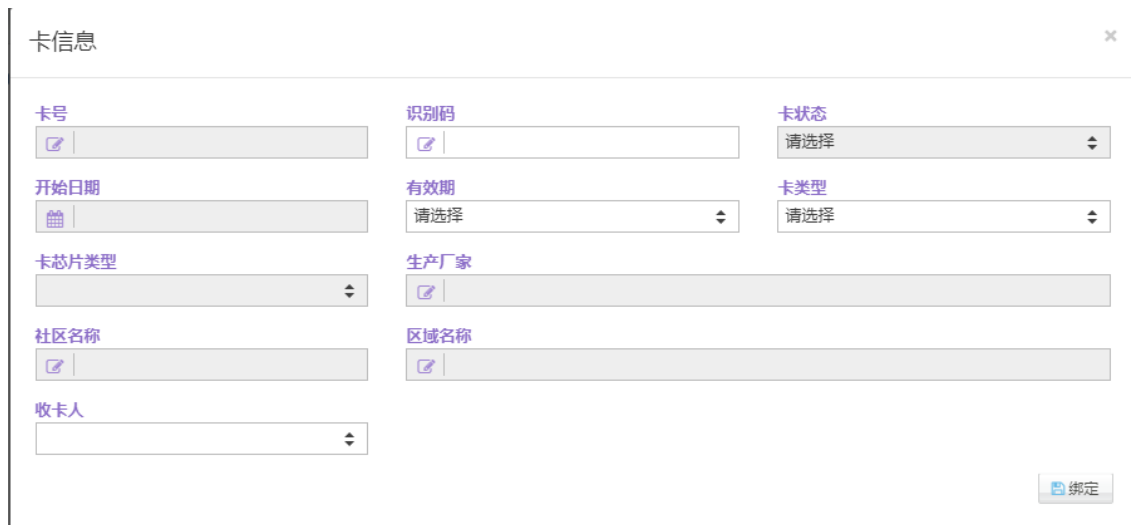 卡信息
卡号 识别码 卡状态
请选择
开始日期 有效期 卡类型
请选择 请选择
卡芯片类型 生产厂家
社区名称 区域名称
收卡人
绑定